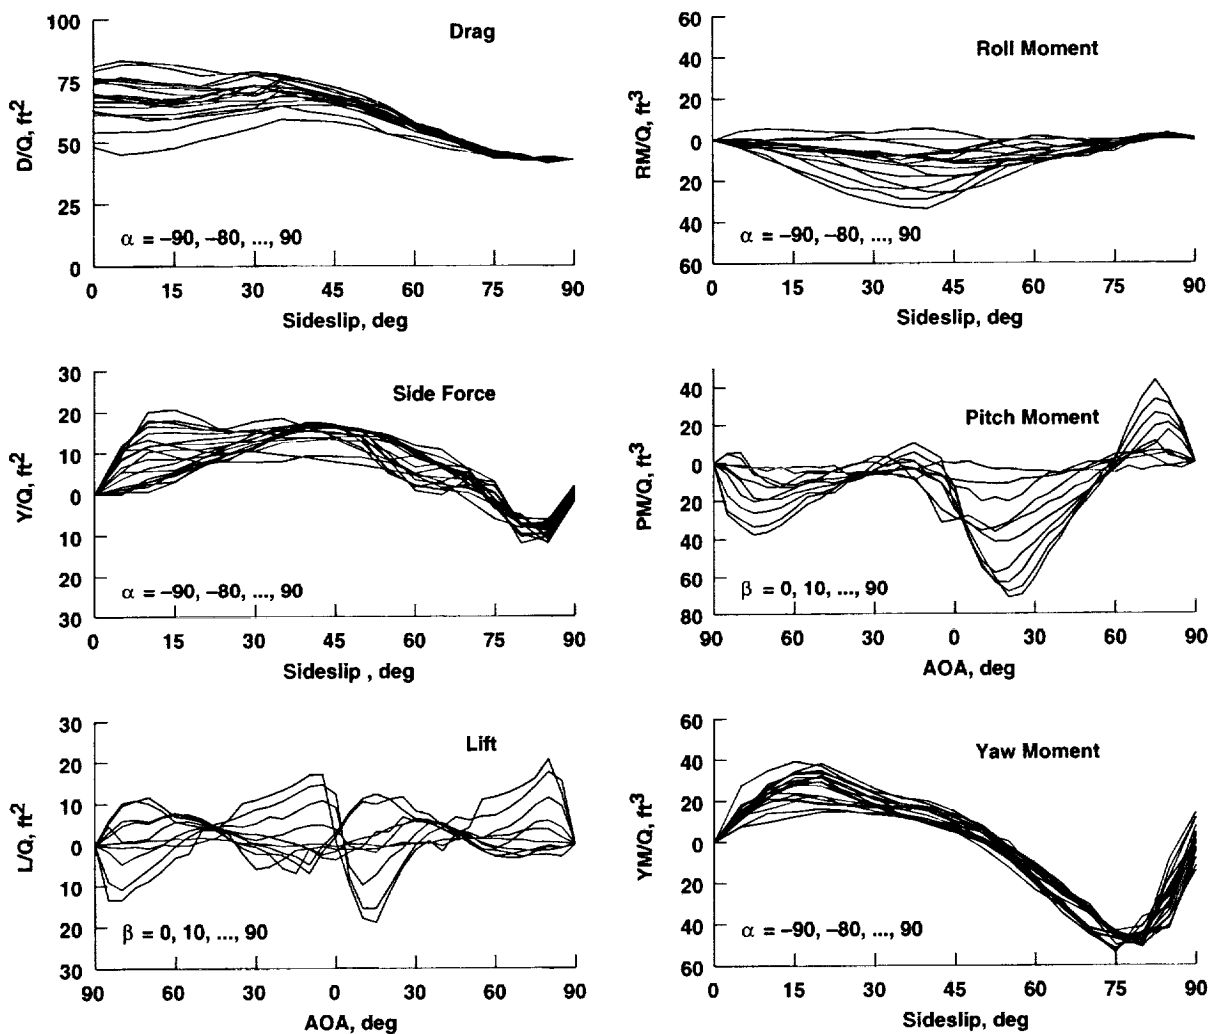 Drag
100
75
50
25
0
D/Q, ft2
α = –90, –80, ..., 90
0 15 30 45 60 75 90
Sideslip, deg
Roll Moment
60
40
20
0
20
40
60
RM/Q, ft3
α = –90, –80, ..., 90
0 15 30 45 60 75 90
Sideslip, deg
Side Force
30
20
10
0
10
20
30
Y/Q, ft2
α = –90, –80, ..., 90
0 15 30 45 60 75 90
Sideslip , deg
Pitch Moment
40
20
0
20
40
60
80
PM/Q, ft3
β = 0, 10, ..., 90
90 60 30 0 30 60 90
AOA, deg
Lift
30
20
10
0
10
20
30
L/Q, ft2
β = 0, 10, ..., 90
90 60 30 0 30 60 90
AOA, deg
Yaw Moment
60
40
20
0
20
40
60
YM/Q, ft3
α = –90, –80, ..., 90
0 15 30 45 60 75 90
Sideslip, deg